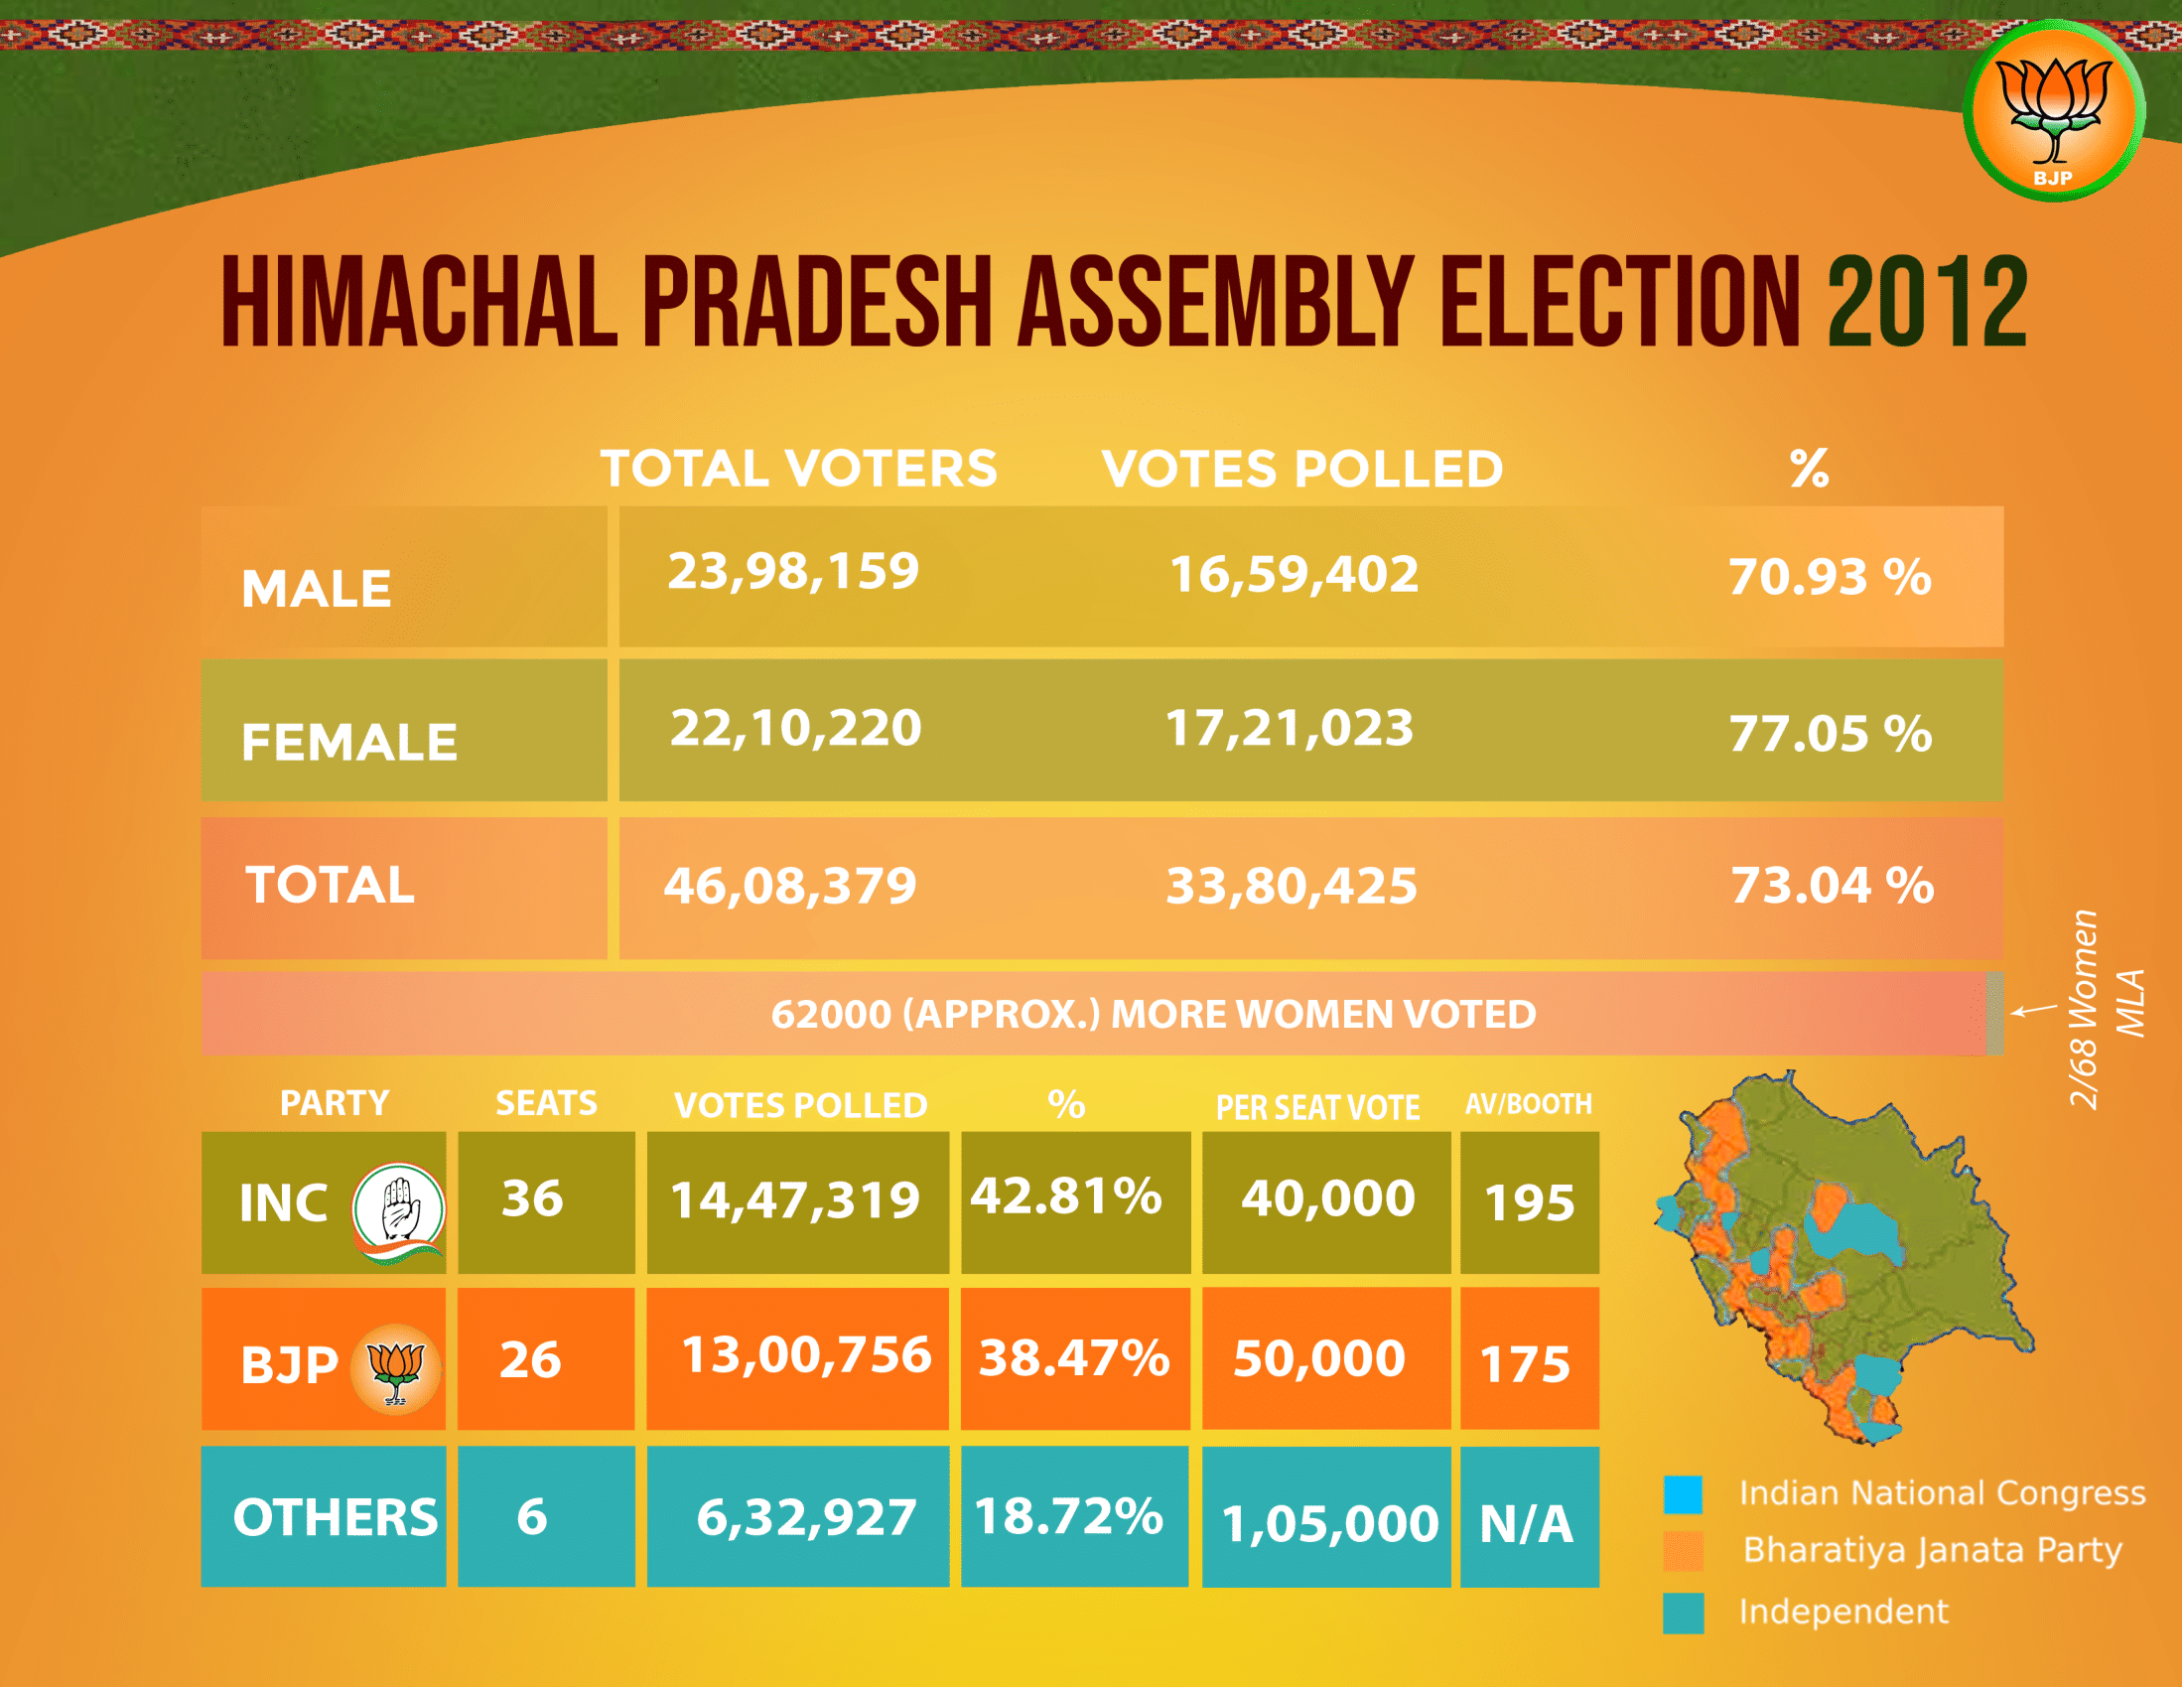 BJP
HIMACHAL PRADESH ASSEMBLY ELECTION 2012
TOTAL VOTERS VOTES POLLED %
MALE 23,98,159 16,59,402 70.93 %
FEMALE 22,10,220 17,21,023 77.05 %
TOTAL 46,08,379 33,80,425 73.04 %
62000 (APPROX.) MORE WOMEN VOTED
2/68 Women
MLA
PARTY SEATS VOTES POLLED % PER SEAT VOTE AV/BOOTH
INC 36 14,47,319 42.81% 40,000 195
BJP 26 13,00,756 38.47% 50,000 175
OTHERS 6 6,32,927 18.72% 1,05,000 N/A
Indian National Congress
Bharatiya Janata Party
Independent